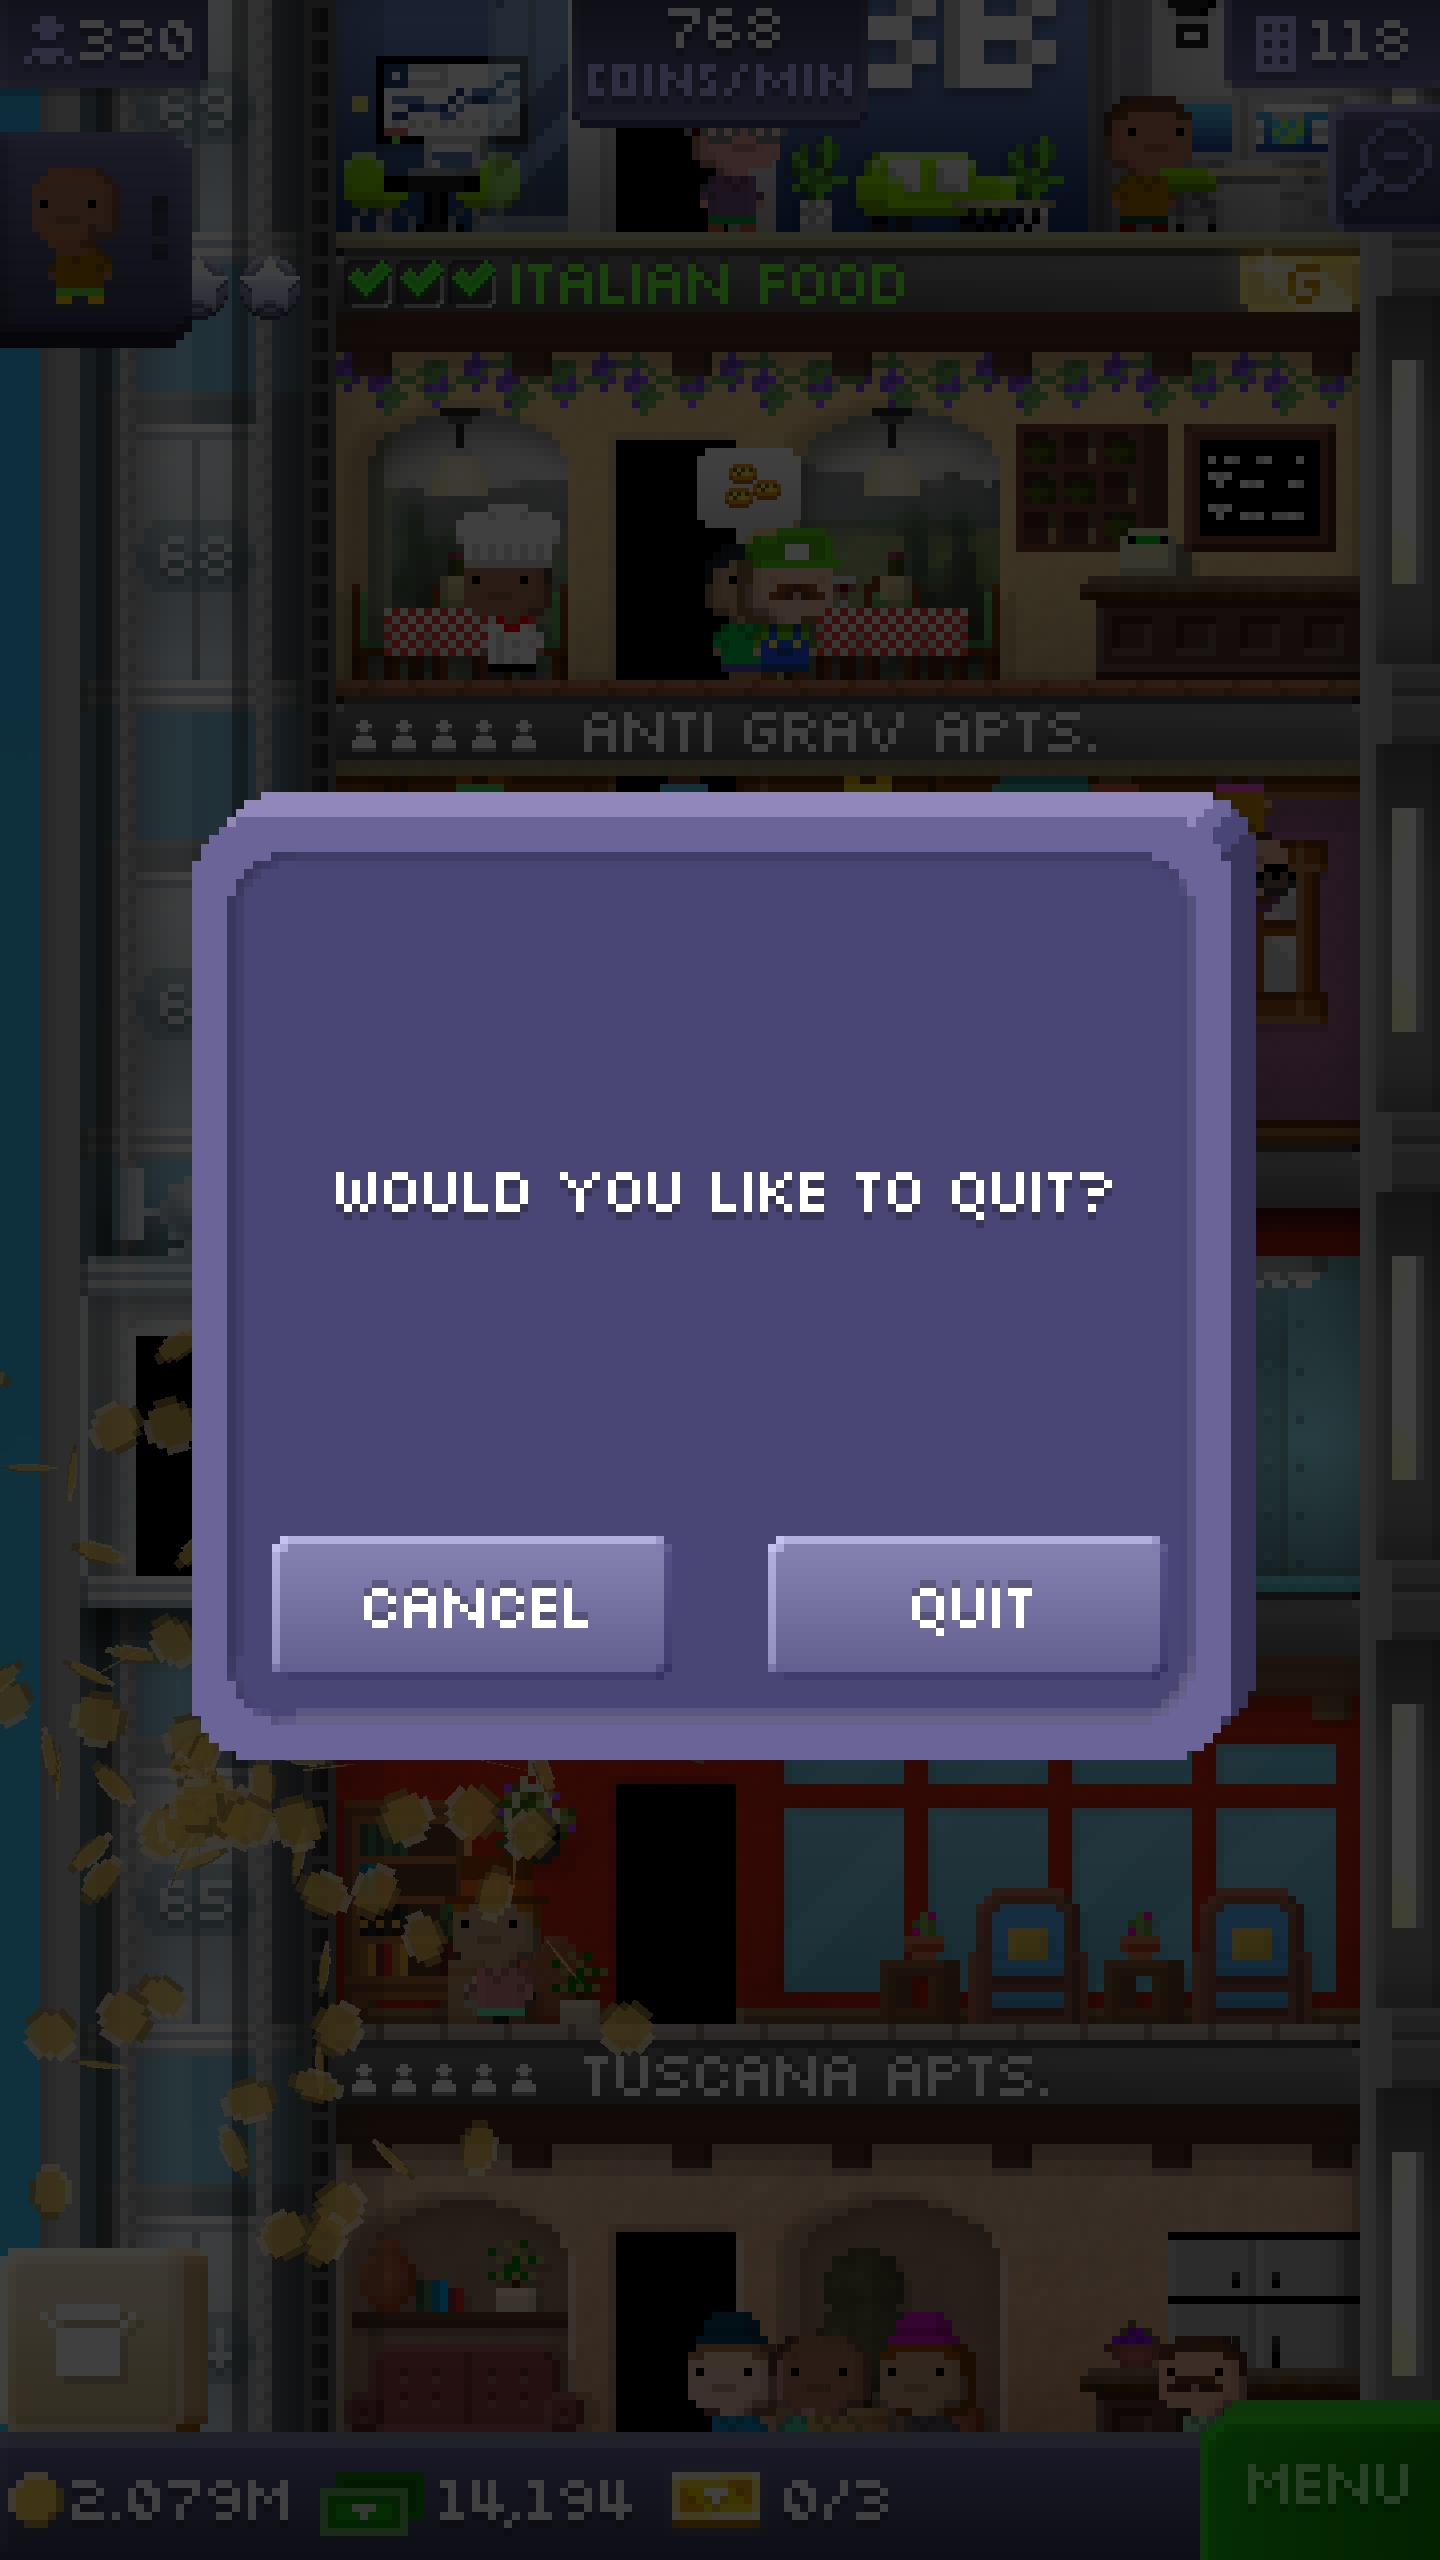 330
768
COINS/MIN
3B
118
ITALIAN FOOD
G
68
ANTI GRAV APTS.
WOULD YOU LIKE TO QUIT?
CANCEL
QUIT
65
TUSCANA APTS.
2.079M
14,194
0/3
MENU